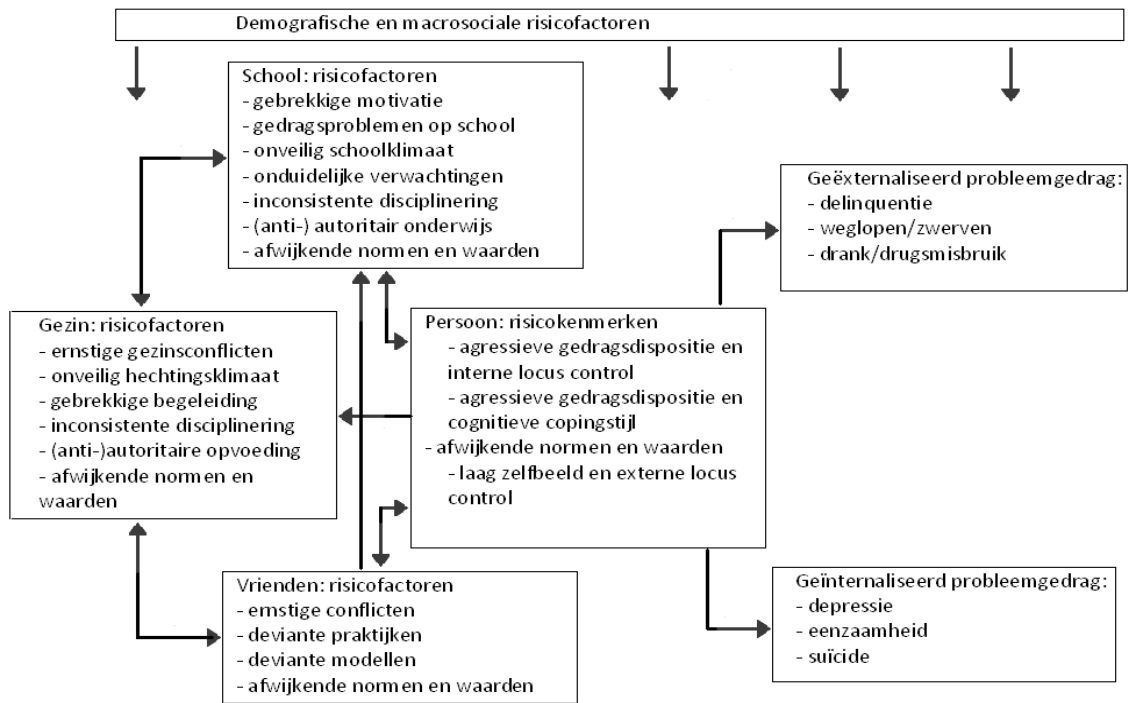 Demografische en macrosociale risicofactoren
School: risicofactoren
- gebrekkige motivatie
- gedragsproblemen op school
- onveilig schoolklimaat
- onduidelijke verwachtingen
- inconsistente disciplinering
- (anti-) autoritair onderwijs
- afwijkende normen en waarden
Geëxternaliseerd probleemgedrag:
- delinquentie
- weglopen/zwerven
- drank/drugsmisbruik
Gezin: risicofactoren
- ernstige gezinsconflicten
- onveilig hechtingsklimaat
- gebrekkige begeleiding
- inconsistente disciplinering
- (anti-)autoritaire opvoeding
- afwijkende normen en
waarden
Persoon: risicokenmerken
- agressieve gedragsdispositie en
interne locus control
- agressieve gedragsdispositie en
cognitieve copingstijl
- afwijkende normen en waarden
- laag zelfbeeld en externe locus
control
Vrienden: risicofactoren
- ernstige conflicten
- deviante praktijken
- deviante modellen
- afwijkende normen en waarden
Geïnternaliseerd probleemgedrag:
- depressie
- eenzaamheid
- suïcide